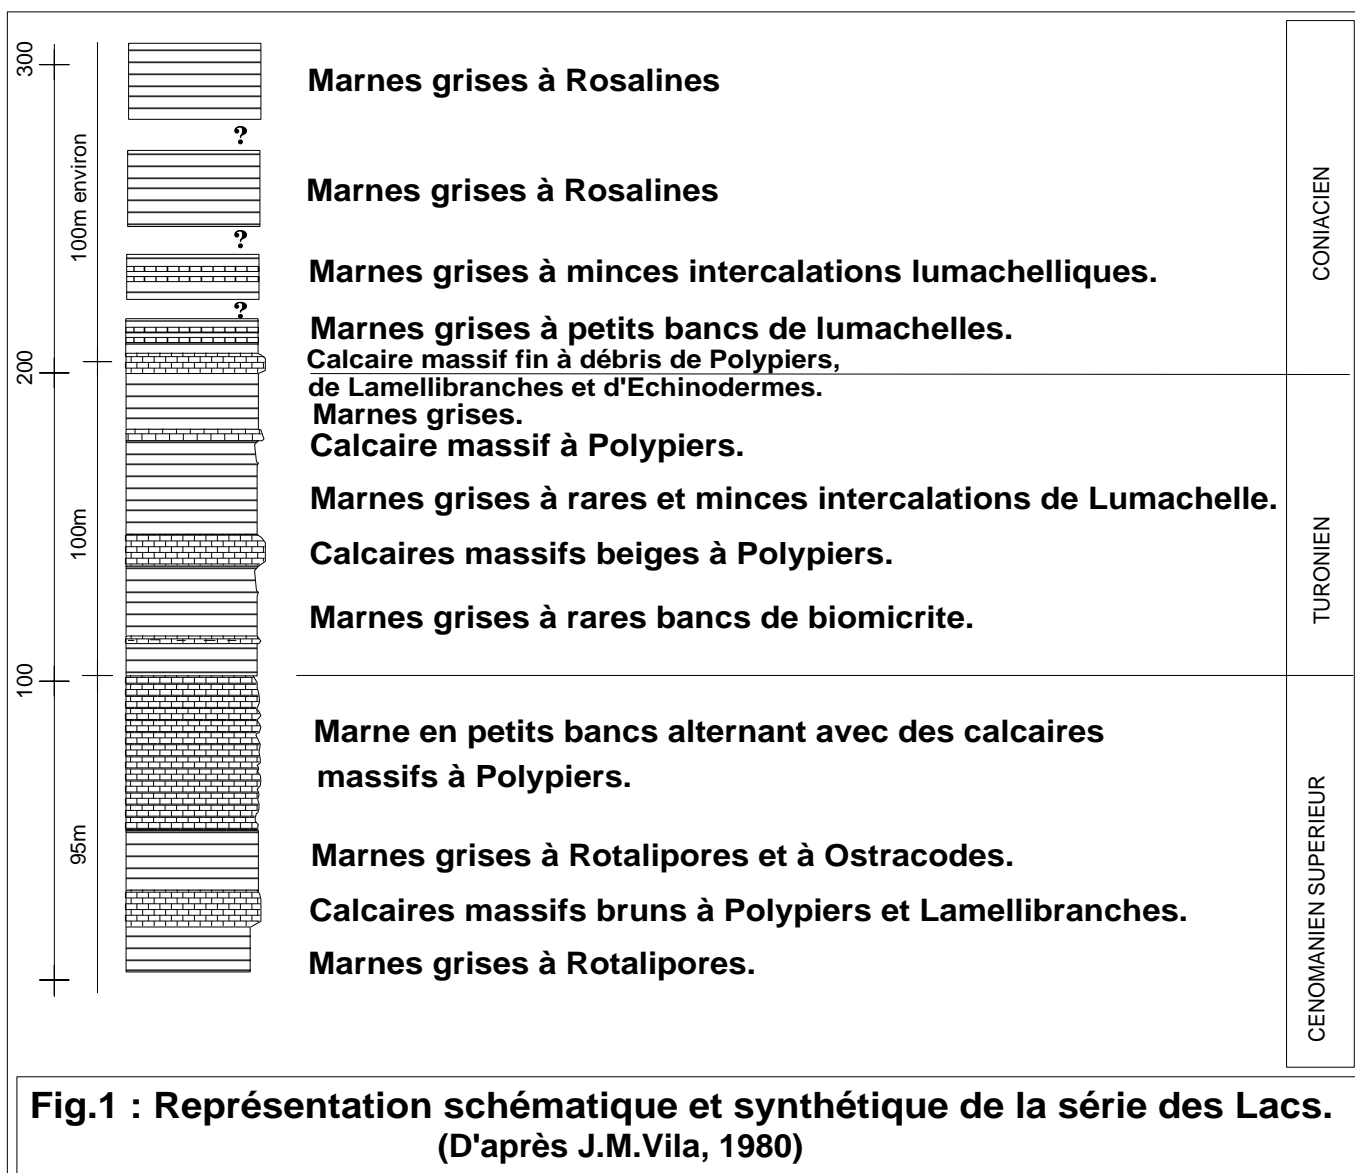 300
100m environ
200
100m
100
95m
Marnes grises à Rosalines
?
Marnes grises à Rosalines
?
Marnes grises à minces intercalations lumachelliques.
?
Marnes grises à petits bancs de lumachelles.
Calcaire massif fin à débris de Polypiers,
de Lamellibranches et d'Echinodermes.
Marnes grises.
Calcaire massif à Polypiers.
Marnes grises à rares et minces intercalations de Lumachelle.
Calcaires massifs beiges à Polypiers.
Marnes grises à rares bancs de biomicrite.
Marne en petits bancs alternant avec des calcaires
massifs à Polypiers.
Marnes grises à Rotalipores et à Ostracodes.
Calcaires massifs bruns à Polypiers et Lamellibranches.
Marnes grises à Rotalipores.
CONIACIEN
TURONIEN
CENOMANIEN SUPERIEUR
Fig.1 : Représentation schématique et synthétique de la série des Lacs.
(D'après J.M.Vila, 1980)